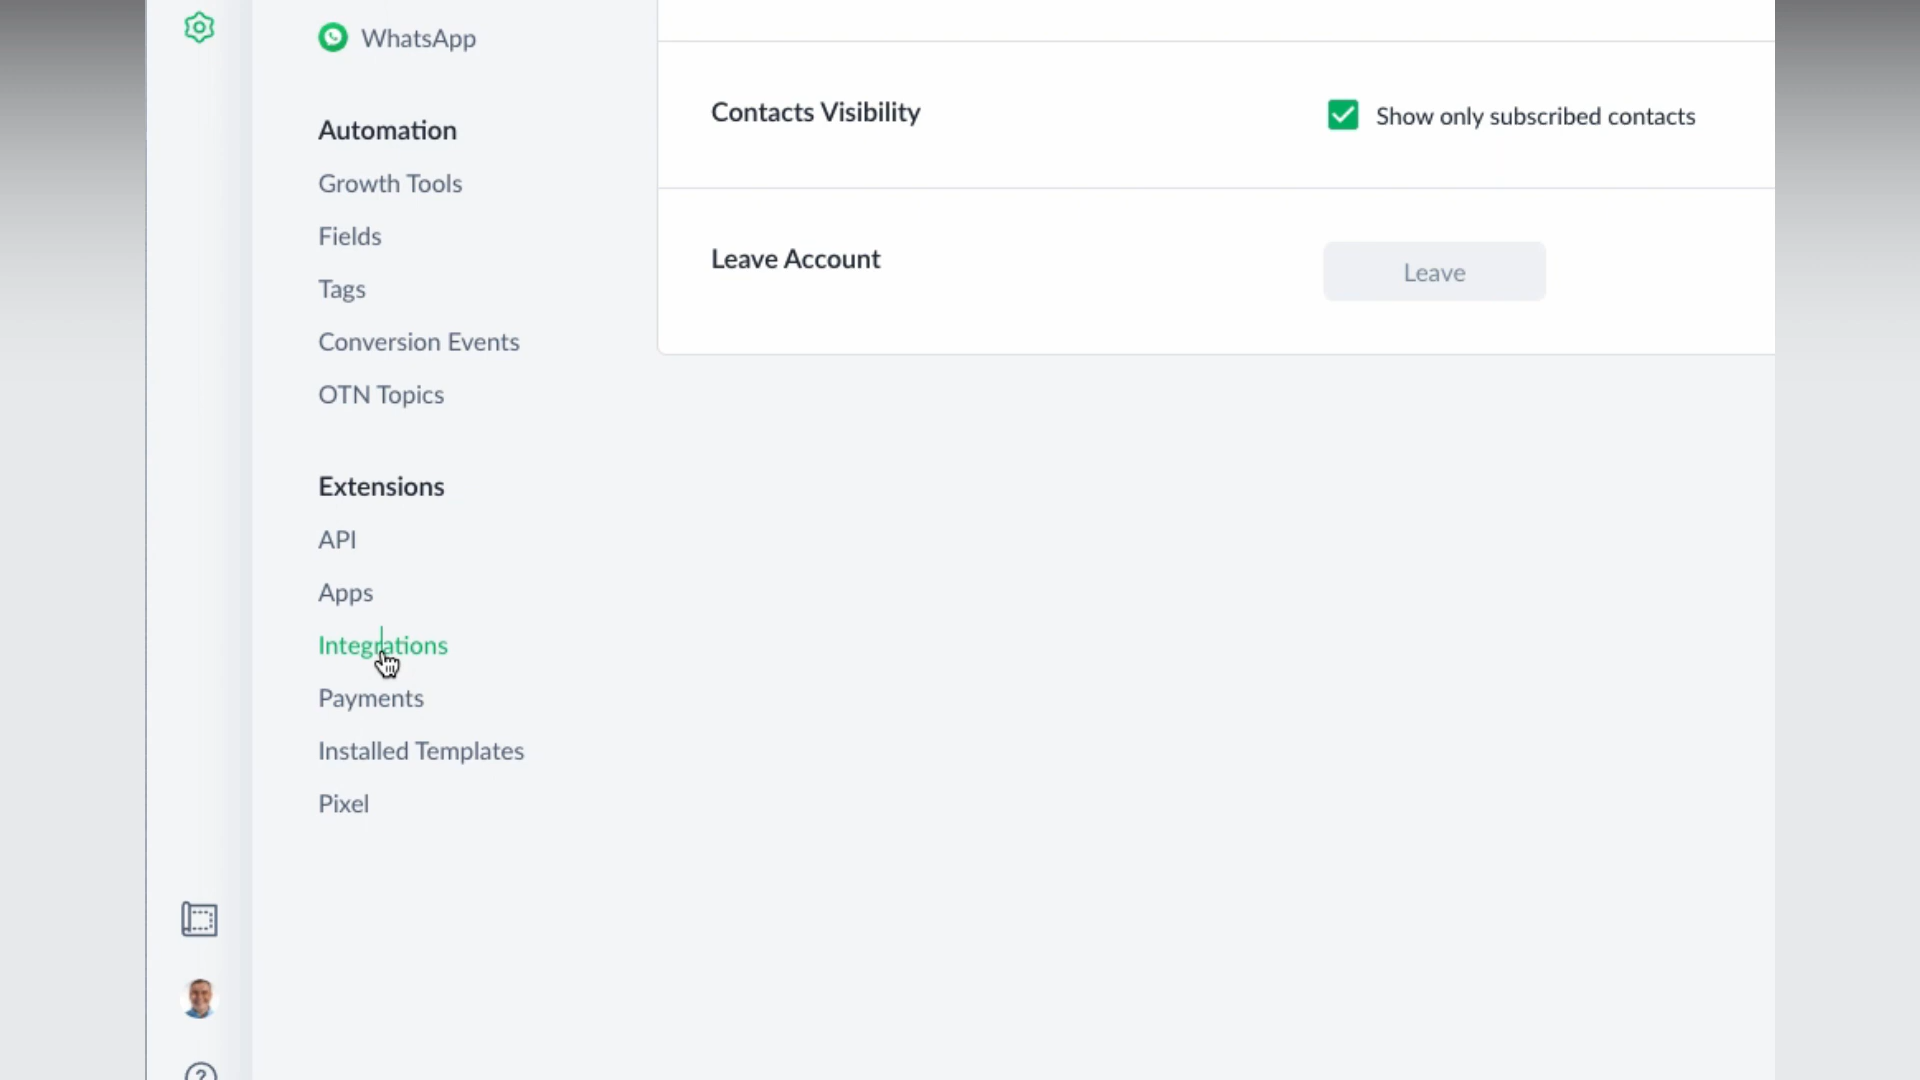 WhatsApp
Automation
Growth Tools
Fields
Tags
Conversion Events
OTN Topics
Extensions
API
Apps
Integrations
Payments
Installed Templates
Pixel
Contacts Visibility
Show only subscribed contacts
Leave Account
Leave
?